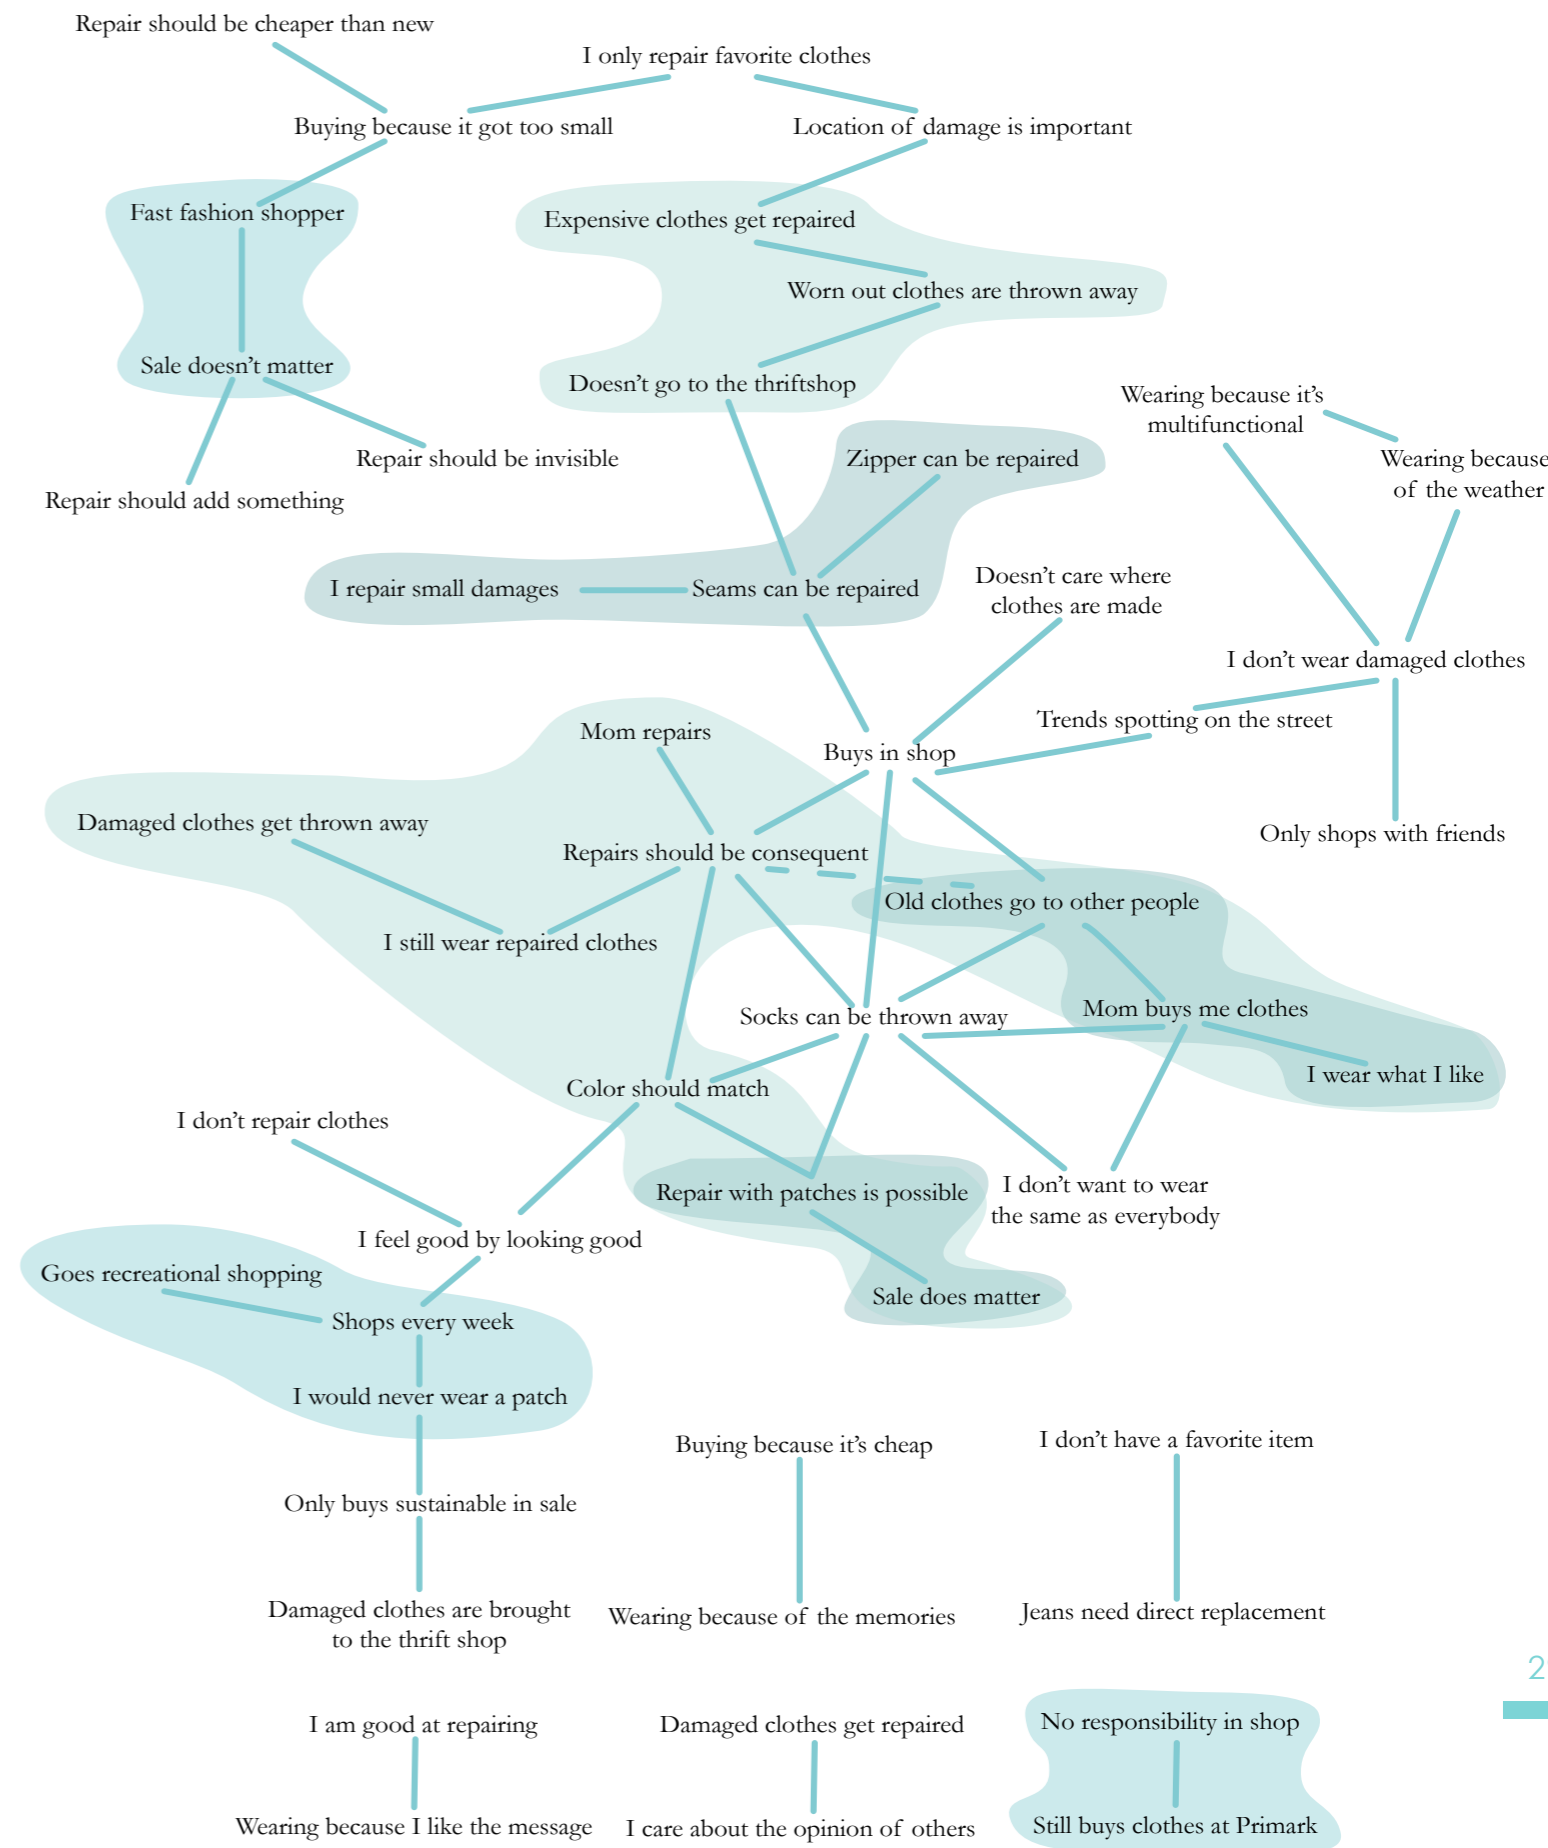 Repair should be cheaper than new
I only repair favorite clothes
Buying because it got too small
Location of damage is important
Fast fashion shopper
Expensive clothes get repaired
Worn out clothes are thrown away
Sale doesn't matter
Doesn't go to the thriftshop
Wearing because it's
multifunctional
Repair should be invisible
Zipper can be repaired
Wearing because
of the weather
Repair should add something
I repair small damages
Seams can be repaired
Doesn't care where
clothes are made
I don't wear damaged clothes
Trends spotting on the street
Mom repairs
Buys in shop
Damaged clothes get thrown away
Only shops with friends
Repairs should be consequent
Old clothes go to other people
I still wear repaired clothes
Socks can be thrown away
Mom buys me clothes
I wear what I like
Color should match
I don't repair clothes
Repair with patches is possible
I don't want to wear
the same as everybody
I feel good by looking good
Goes recreational shopping
Sale does matter
Shops every week
I would never wear a patch
Buying because it's cheap
I don't have a favorite item
Only buys sustainable in sale
Damaged clothes are brought
to the thrift shop
Wearing because of the memories
Jeans need direct replacement
2
I am good at repairing
Damaged clothes get repaired
No responsibility in shop
Wearing because I like the message
I care about the opinion of others
Still buys clothes at Primark